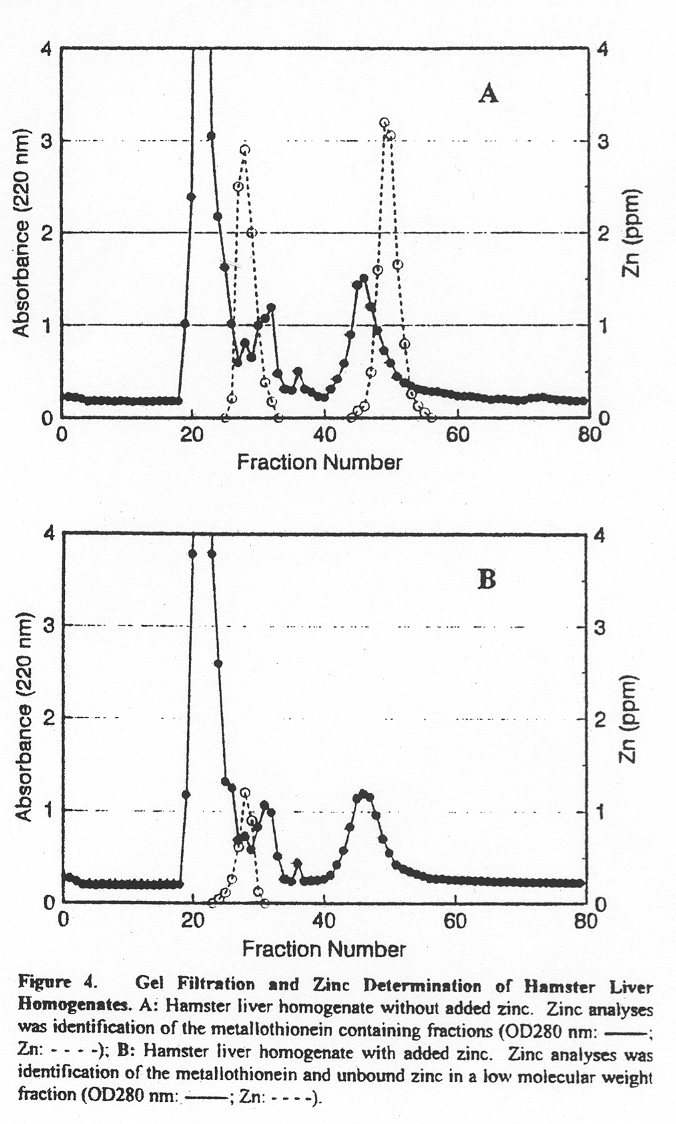 4
4
A
3
3
Absorbance (220 nm)
Zn (ppm)
2
2
1
1
0
0
0
20
40
60
80
Fraction Number
4
4
B
3
3
Absorbance (220 nm)
Zn (ppm)
2
2
1
1
0
0
0
20
40
60
80
Fraction Number
Figure 4. Gel Filtration and Zinc Determination of Hamster Liver
Homogenates. A: Hamster liver homogenate without added zinc. Zinc analyses
was identification of the metallothionein containing fractions (OD280 nm: ———;
Zn: - - - -); B: Hamster liver homogenate with added zinc. Zinc analyses was
identification of the metallothionein and unbound zinc in a low molecular weight
fraction (OD280 nm: ———; Zn: - - - -).